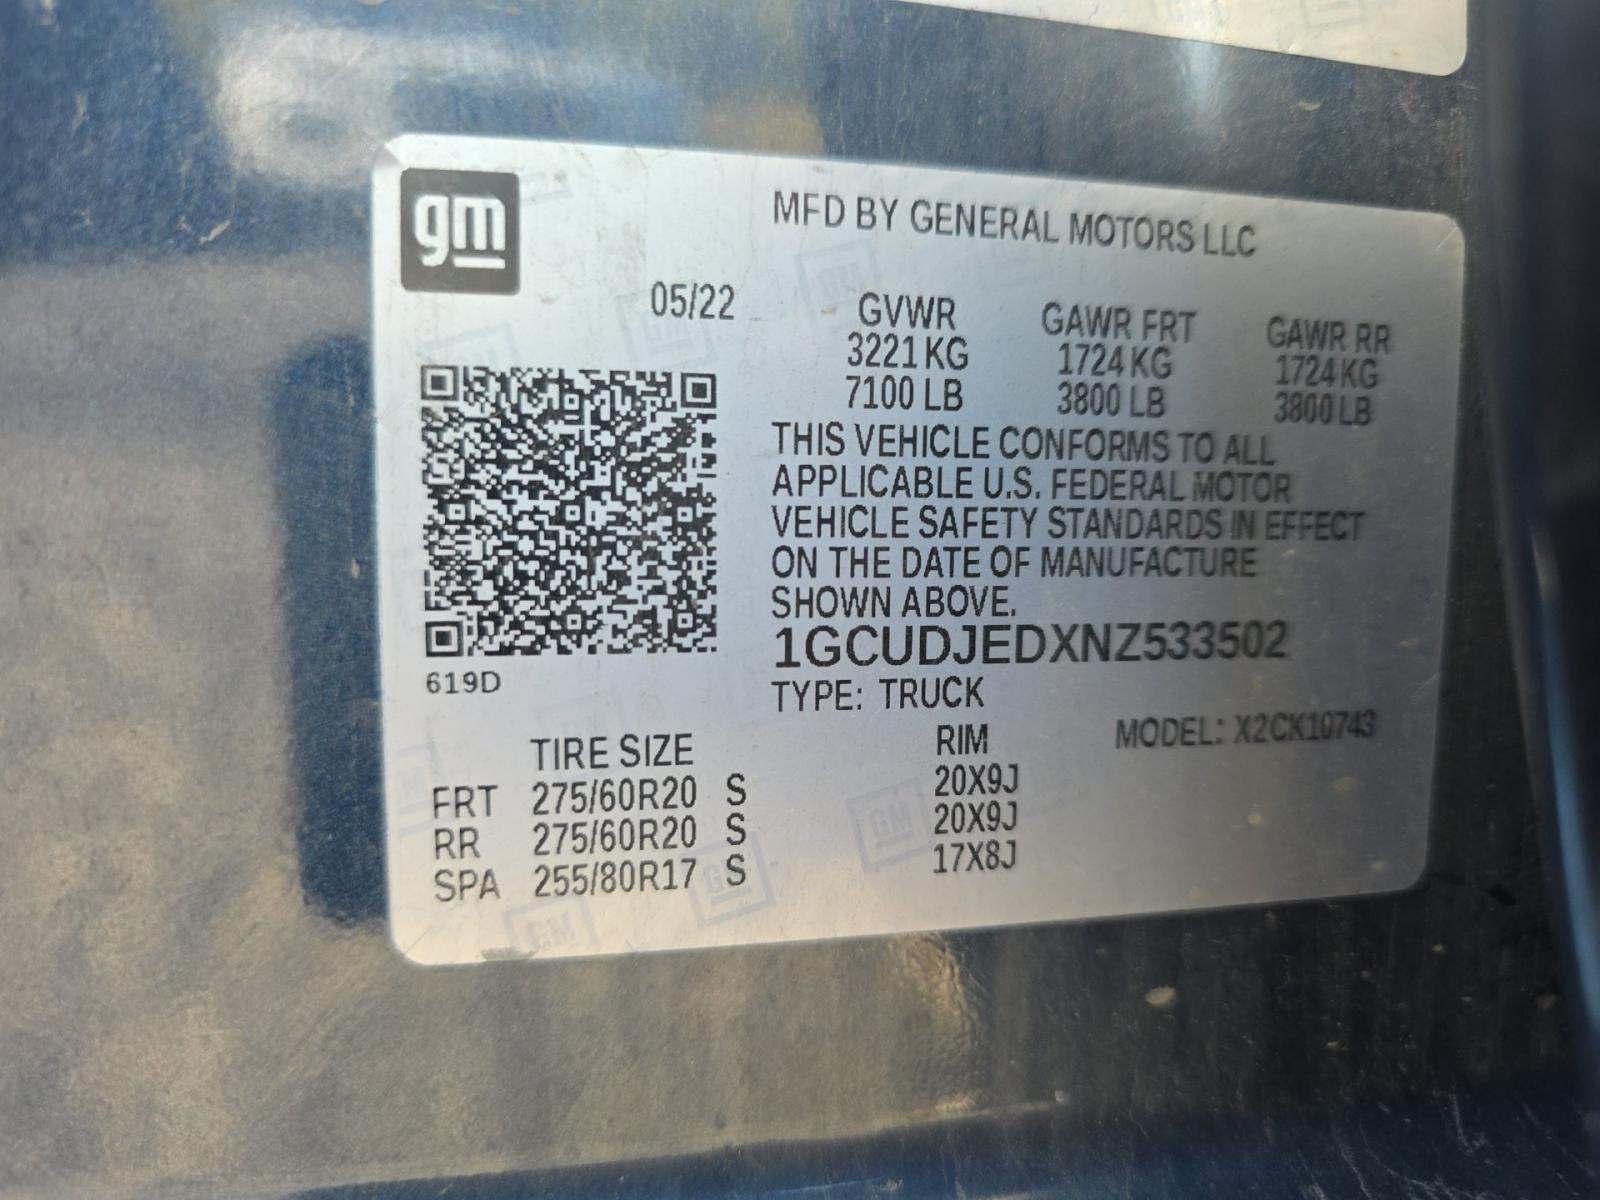 gm
MFD BY GENERAL MOTORS LLC
05/22
GVWR GAWR FRT GAWR RR
3221 KG 1724 KG 1724 KG
7100 LB 3800 LB 3800 LB
THIS VEHICLE CONFORMS TO ALL
APPLICABLE U.S. FEDERAL MOTOR
VEHICLE SAFETY STANDARDS IN EFFECT
ON THE DATE OF MANUFACTURE
SHOWN ABOVE.
1GCUDJEDXNZ533502
619D
TYPE: TRUCK
MODEL: X2CK10743
TIRE SIZE RIM
FRT 275/60R20 S 20X9J
RR 275/60R20 S 20X9J
SPA 255/80R17 S 17X8J